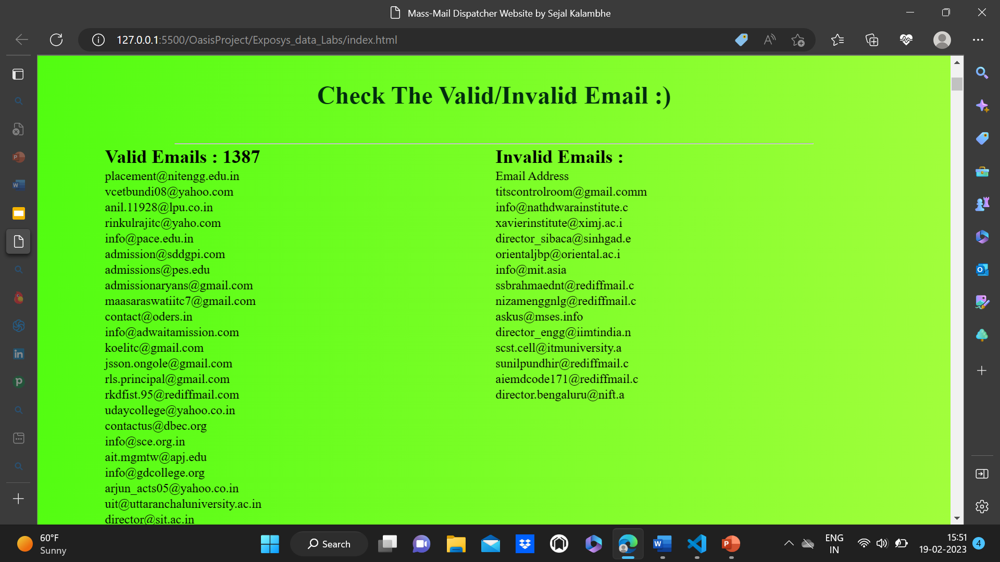 Mass-Mail Dispatcher Website by Sejal Kalambhe
127.0.0.1:5500/OasisProject/Exposys_data_Labs/index.html
Check The Valid/Invalid Email :)
Valid Emails : 1387
placement@nitengg.edu.in
vcetbundi08@yahoo.com
anil.11928@lpu.co.in
rinkulrajitc@yaho.com
info@pace.edu.in
admission@sddgpi.com
admissions@pes.edu
admissionaryans@gmail.com
maasaraswatiitc7@gmail.com
contact@oders.in
info@adwaitamission.com
koelitc@gmail.com
jsson.ongole@gmail.com
rls.principal@gmail.com
rkdfist.95@rediffmail.com
udaycollege@yahoo.co.in
contactus@dbec.org
info@sce.org.in
ait.mgmtw@apj.edu
info@gdcollege.org
arjun_acts05@yahoo.co.in
uit@uttaranchaluniversity.ac.in
director@sit.ac.in
Invalid Emails :
Email Address
titscontrolroom@gmail.comm
info@nathdwarainstitute.c
xavierinstitute@ximj.ac.i
director_sibaca@sinhgad.e
orientaljbp@oriental.ac.i
info@mit.asia
ssbrahmaednt@rediffmail.c
nizamenggnlg@rediffmail.c
askus@mses.info
director_engg@iimtindia.n
scst.cell@itmuniversity.a
sunilpundhir@rediffmail.c
aiemdcode171@rediffmail.c
director.bengaluru@nift.a
60°F
Sunny
Search
ENG
IN
15:51
19-02-2023
4